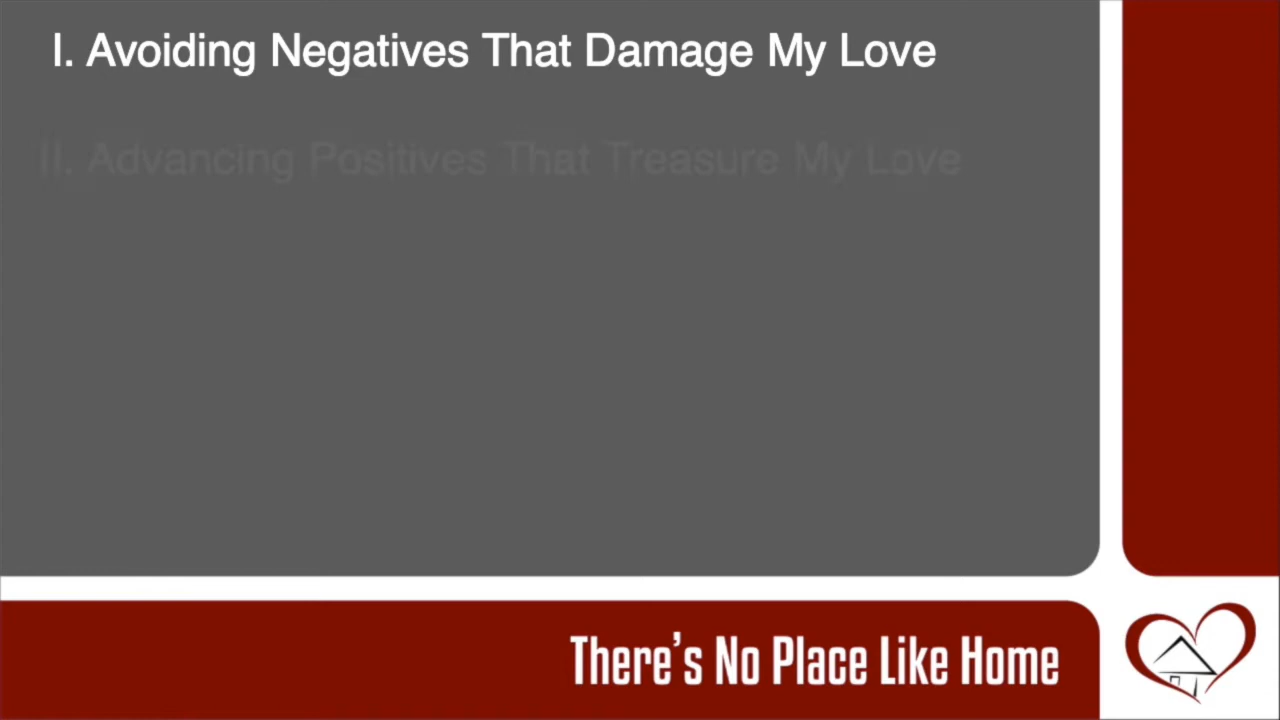 I. Avoiding Negatives That Damage My Love
II. Advancing Positives That Treasure My Love
There's No Place Like Home